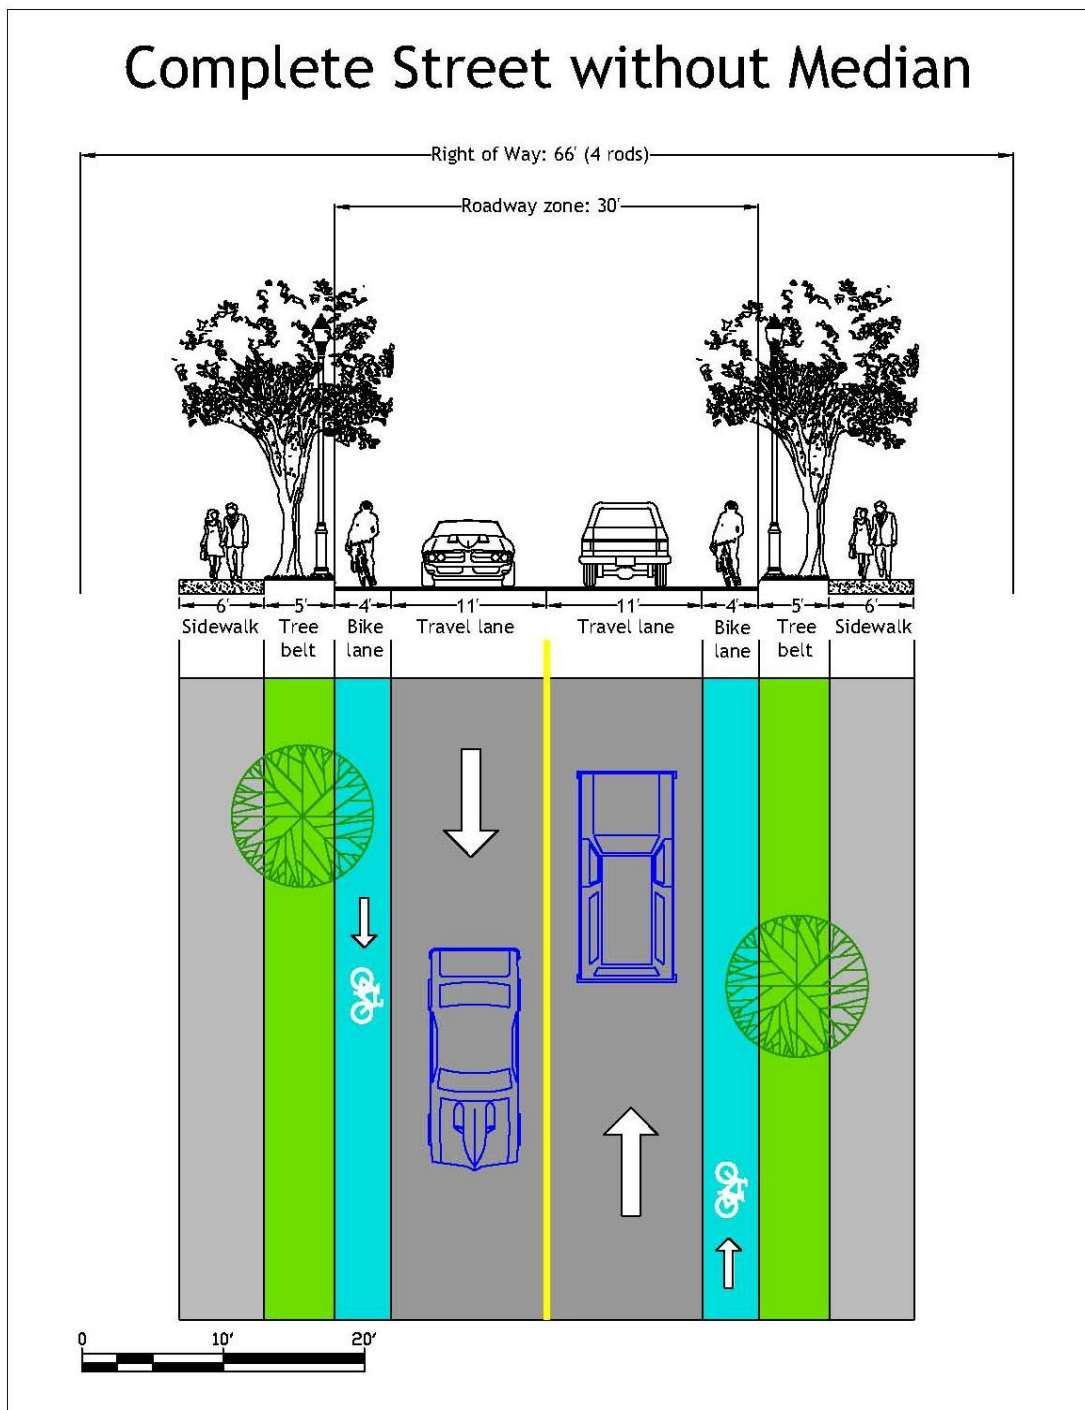 Complete Street without Median
Right of Way: 66' (4 rods)
Roadway zone: 30'
6' 5' 4' 11' 11' 4' 5' 6'
Sidewalk Tree Bike Travel lane Travel lane Bike Tree Sidewalk
belt lane lane belt
0 10' 20'